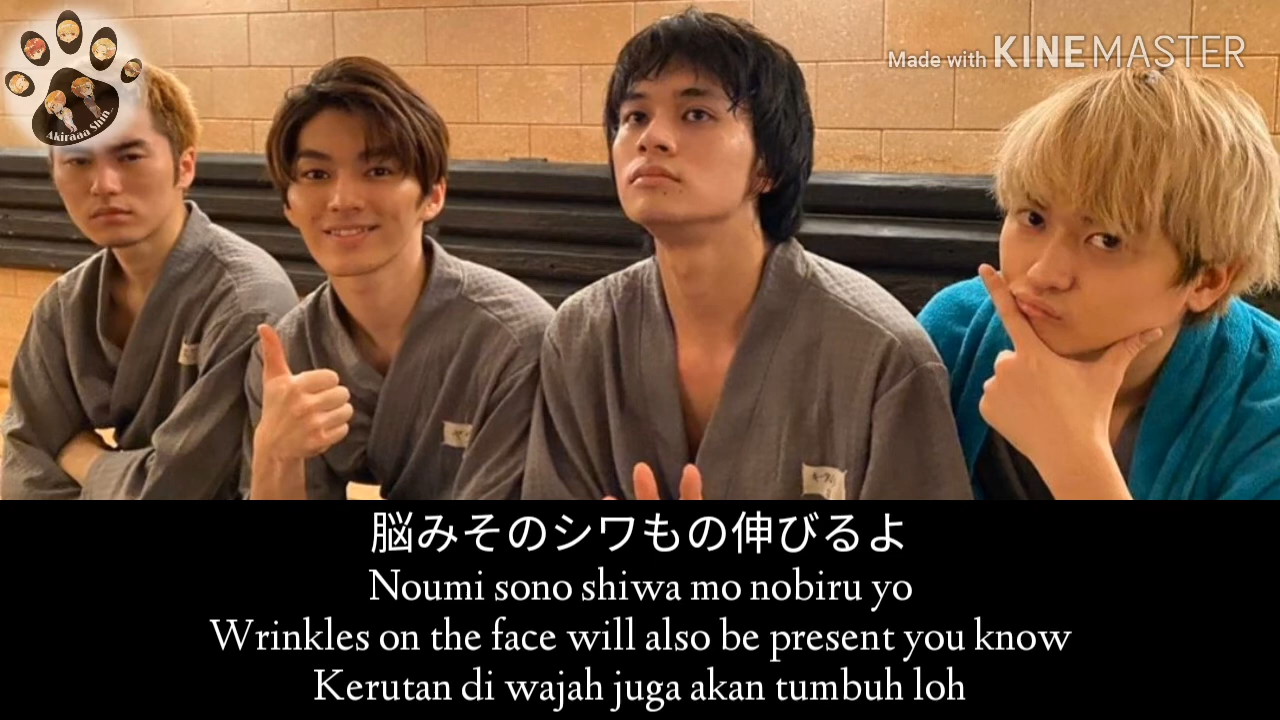 Akiraaa Shin.
Made with KINEMASTER
脳みそのシワもの伸びるよ
Noumi sono shiwa mo nobiru yo
Wrinkles on the face will also be present you know
Kerutan di wajah juga akan tumbuh loh